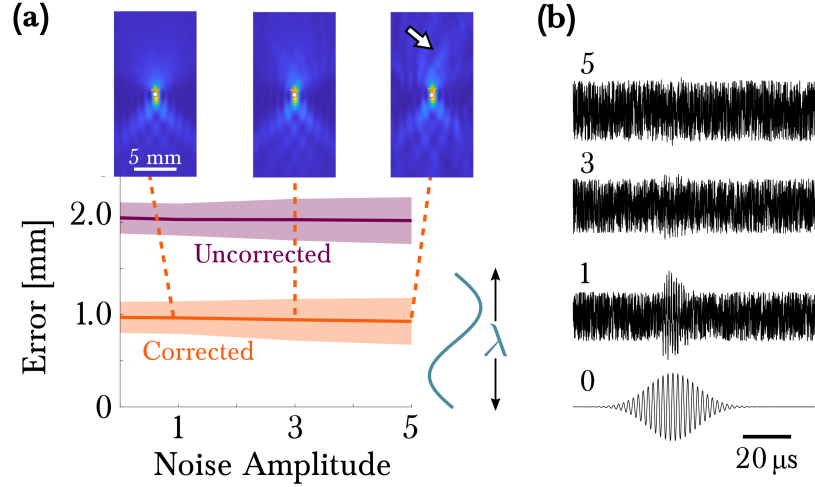 (a)
5 mm
Error [mm]
2.0
1.0
0
Uncorrected
Corrected
λ
1
3
5
Noise Amplitude
(b)
5
3
1
0
20 μs